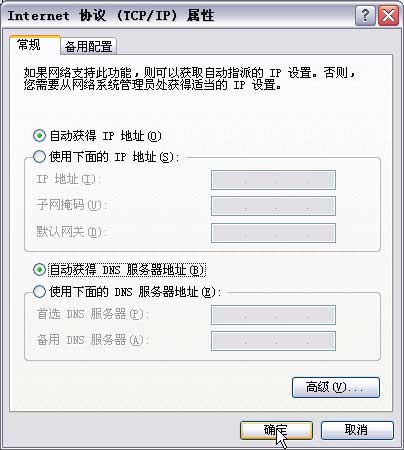 Internet 协议 (TCP/IP) 属性
常规 备用配置
如果网络支持此功能，则可以获取自动指派的 IP 设置。否则，
您需要从网络系统管理员处获得适当的 IP 设置。
自动获得 IP 地址(O)
使用下面的 IP 地址(S):
IP 地址(I):
子网掩码(U):
默认网关(D):
自动获得 DNS 服务器地址(B)
使用下面的 DNS 服务器地址(E):
首选 DNS 服务器(P):
备用 DNS 服务器(A):
高级(V)...
确定 取消